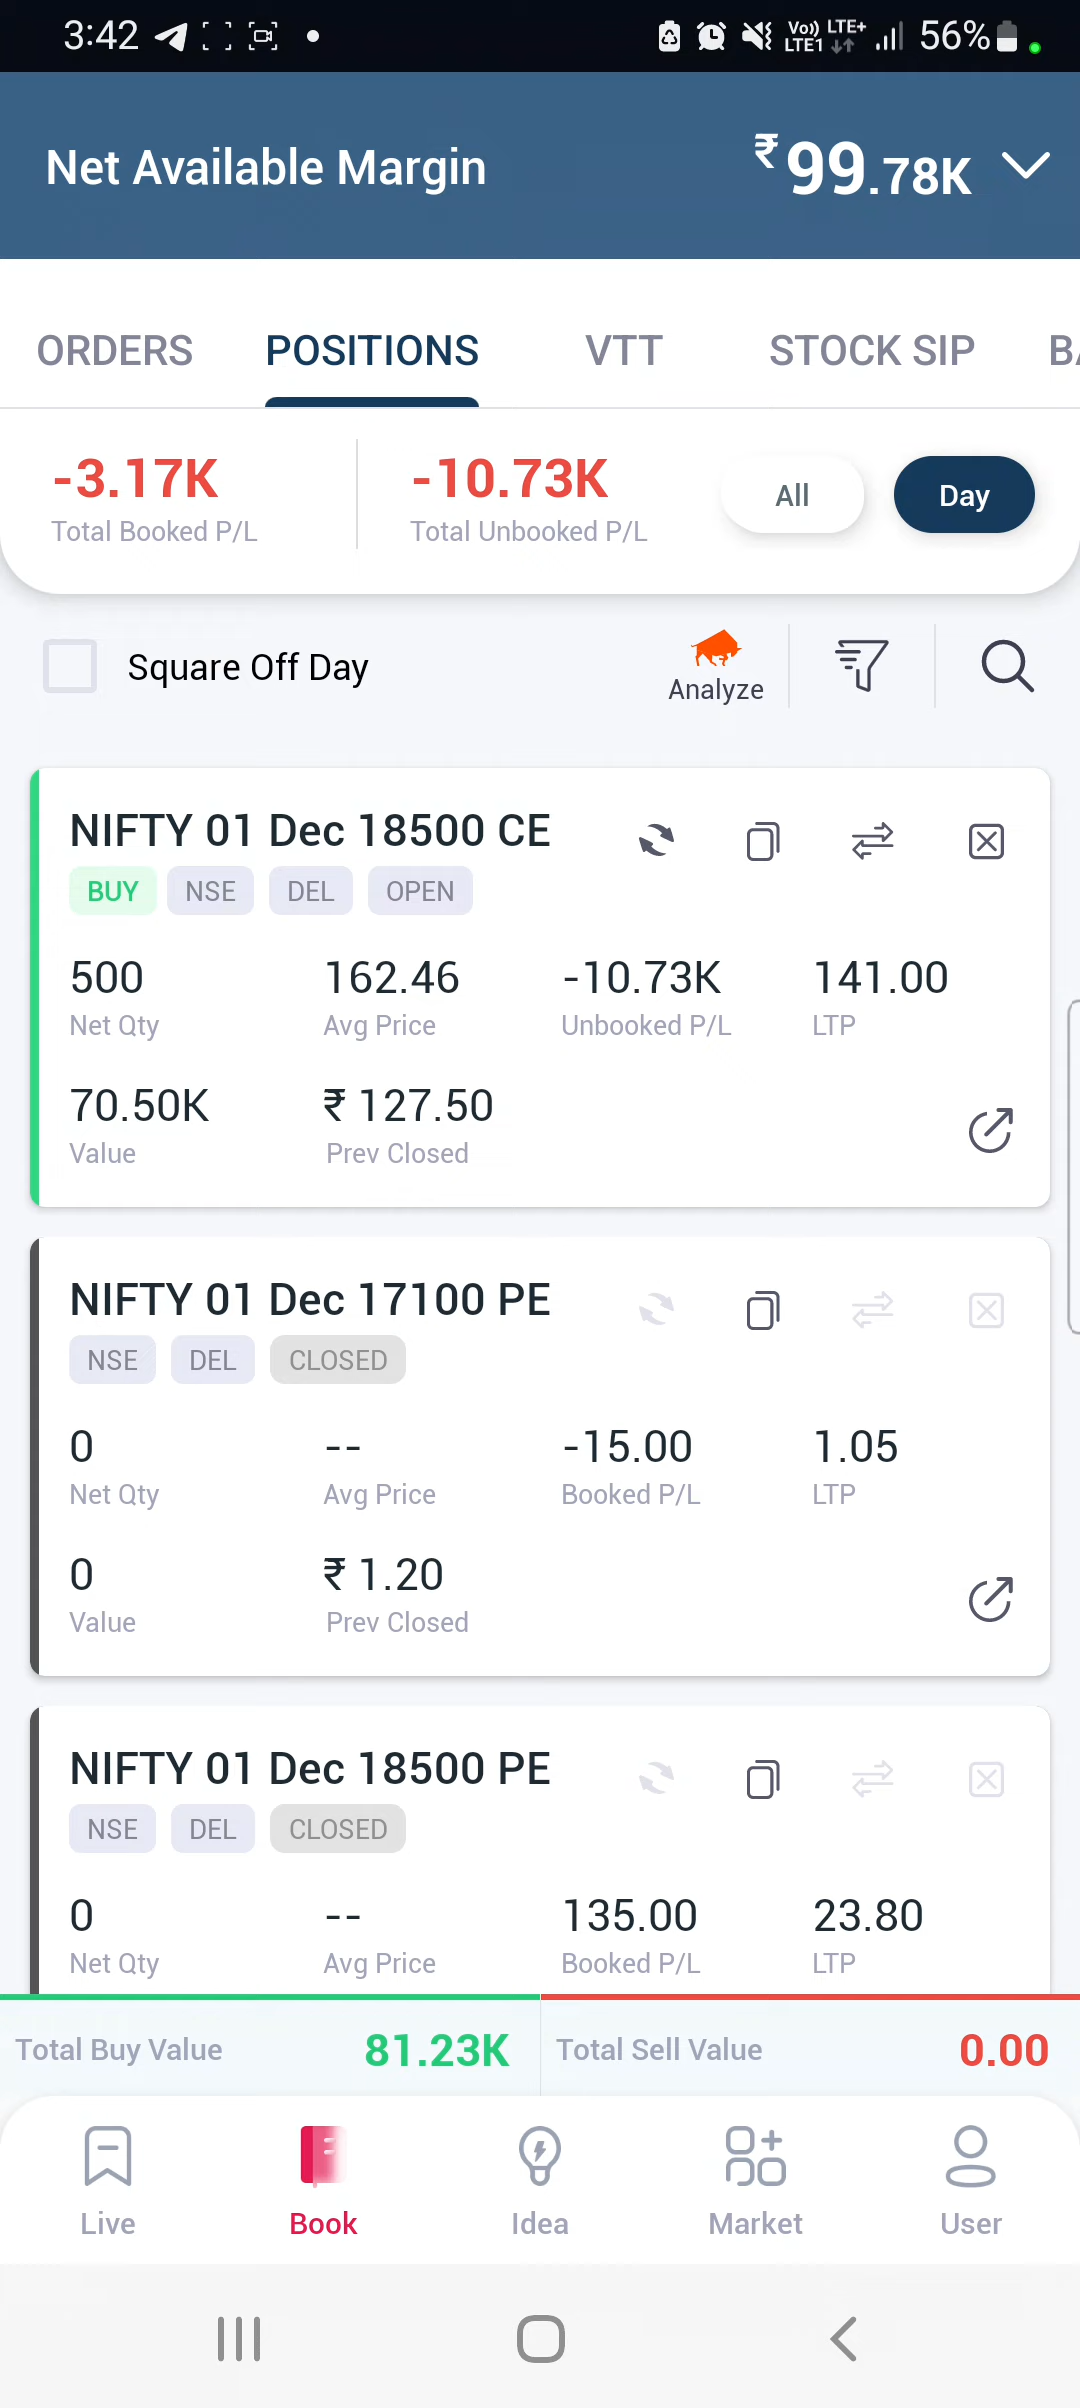 3:42 Vo)) LTE1 LTE+ 56%
Net Available Margin ₹99.78K
ORDERS POSITIONS VTT STOCK SIP
-3.17K -10.73K All Day
Total Booked P/L Total Unbooked P/L
Square Off Day Analyze
NIFTY 01 Dec 18500 CE
BUY NSE DEL OPEN
500 162.46 -10.73K 141.00
Net Qty Avg Price Unbooked P/L LTP
70.50K ₹ 127.50
Value Prev Closed
NIFTY 01 Dec 17100 PE
NSE DEL CLOSED
0 -- -15.00 1.05
Net Qty Avg Price Booked P/L LTP
0 ₹ 1.20
Value Prev Closed
NIFTY 01 Dec 18500 PE
NSE DEL CLOSED
0 -- 135.00 23.80
Net Qty Avg Price Booked P/L LTP
Total Buy Value 81.23K Total Sell Value 0.00
Live Book Idea Market User